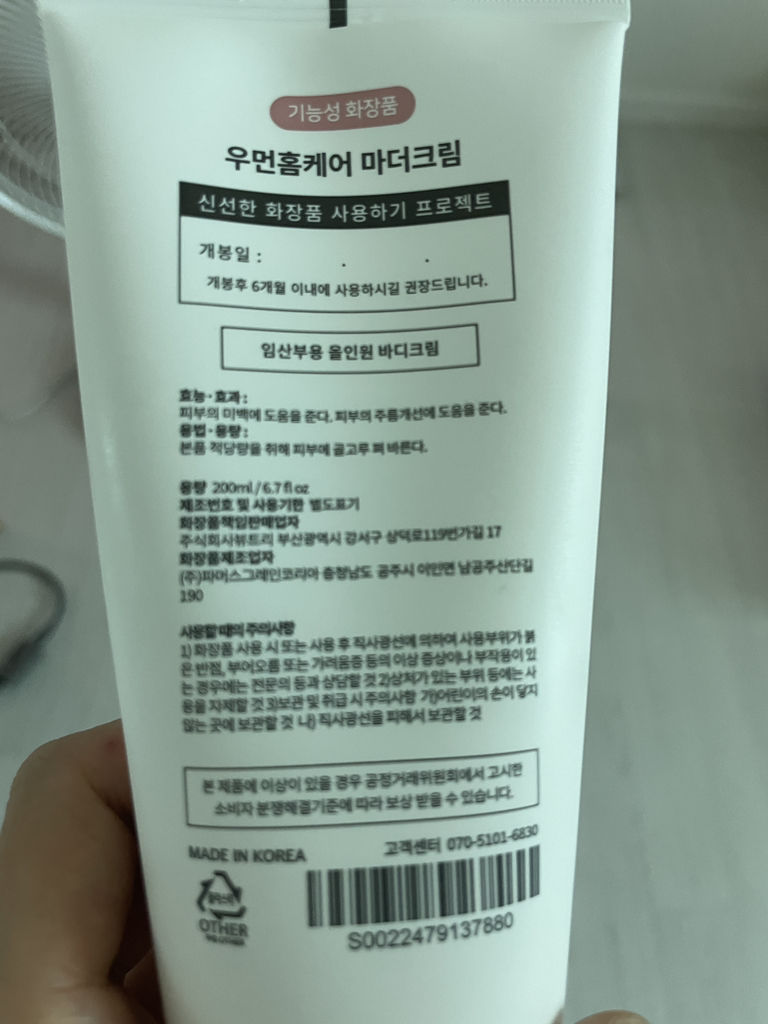 기능성 화장품
우먼홈케어 마더크림
신선한 화장품 사용하기 프로젝트
개봉일 : . .
개봉후 6개월 이내에 사용하시길 권장드립니다.
임산부용 올인원 바디크림
효능·효과 :
피부의 미백에 도움을 준다. 피부의 주름개선에 도움을 준다.
용법·용량 :
본품 적당량을 취해 피부에 골고루 펴 바른다.
용량 200ml / 6.7 fl oz
제조번호 및 사용기한 별도표기
화장품책임판매업자
주식회사뷰트리 부산광역시 강서구 상덕로119번가길 17
화장품제조업자
(주)파머스그레인코리아 충청남도 공주시 이인면 남공주산단길
190
사용할 때의 주의사항
1) 화장품 사용 시 또는 사용 후 직사광선에 의하여 사용부위가 붉
은 반점, 부어오름 또는 가려움증 등의 이상 증상이나 부작용이 있
는 경우에는 전문의 등과 상담할 것 2)상처가 있는 부위 등에는 사
용을 자제할 것 3)보관 및 취급 시 주의사항 가)어린이의 손이 닿지
않는 곳에 보관할 것 나) 직사광선을 피해서 보관할 것
본 제품에 이상이 있을 경우 공정거래위원회에서 고시한
소비자 분쟁해결기준에 따라 보상 받을 수 있습니다.
MADE IN KOREA 고객센터 070-5101-6830
OTHER
S0022479137880